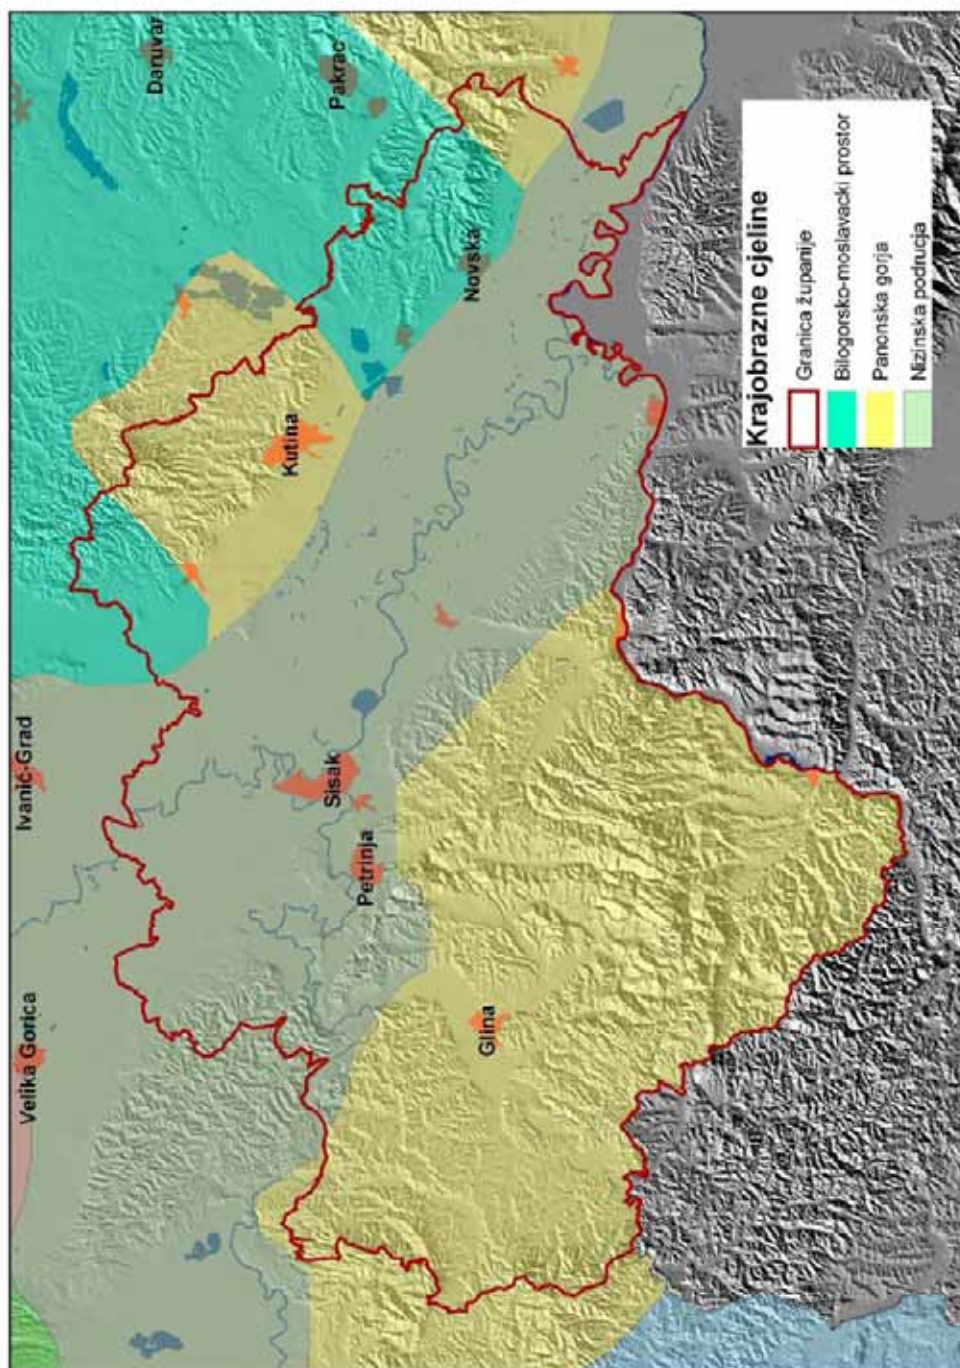 Velika Gorica
Ivanić-Grad
Daruvar
Pakrac
Sisak
Kutina
Petrinja
Novska
Glina
Krajobrazne cjeline
Granica županije
Bilogorsko-moslavacki prostor
Panonska gorja
Nizinska područja